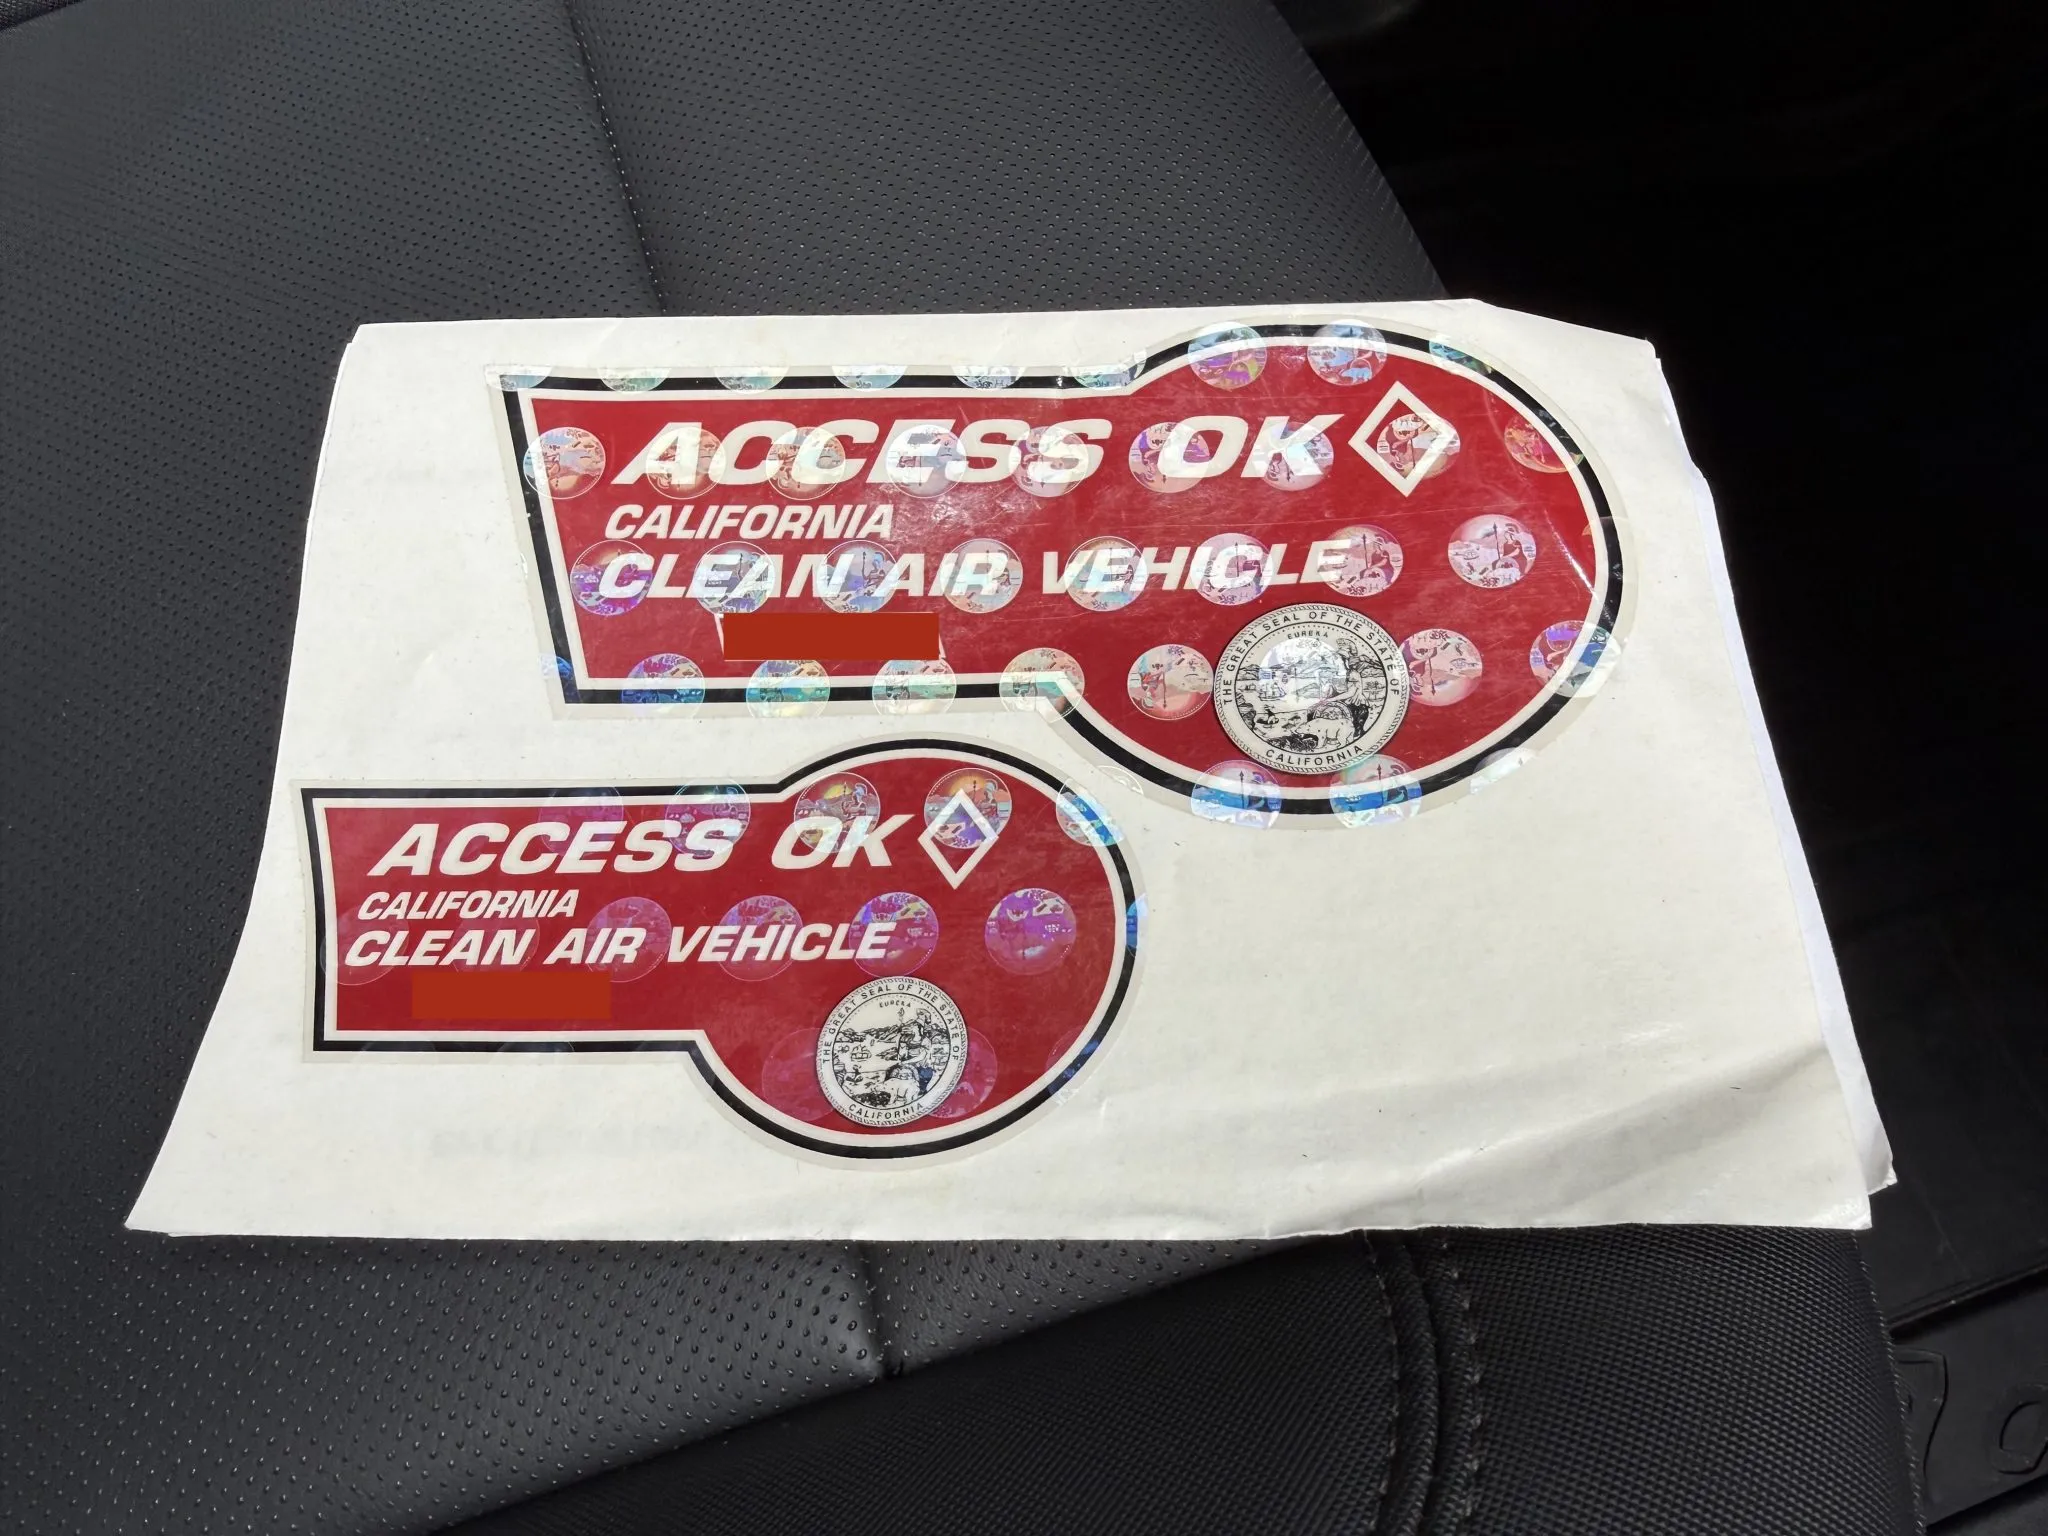 ACCESS OK
CALIFORNIA
CLEAN AIR VEHICLE
THE GREAT SEAL OF THE STATE OF CALIFORNIA
EUREKA
ACCESS OK
CALIFORNIA
CLEAN AIR VEHICLE
THE GREAT SEAL OF THE STATE OF CALIFORNIA
EUREKA